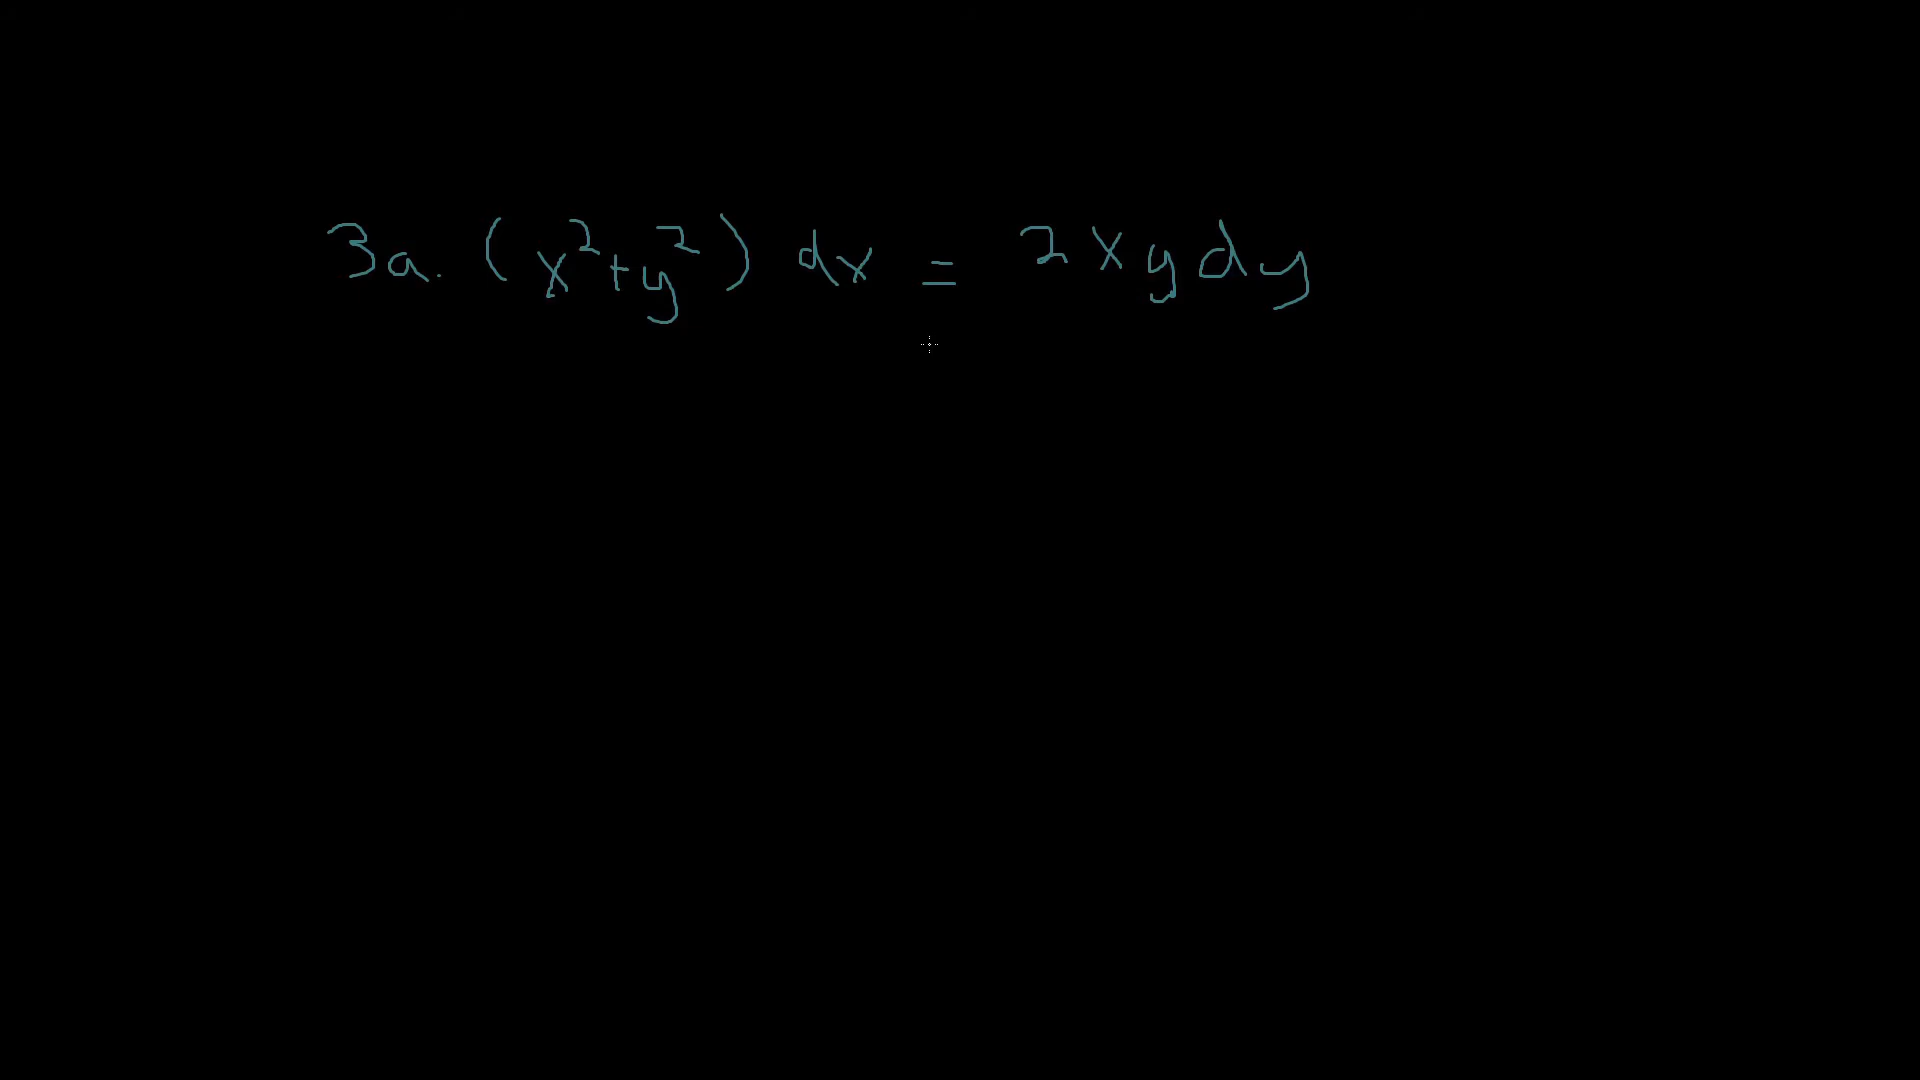 3a. (x²+y²) dx = 2xydy